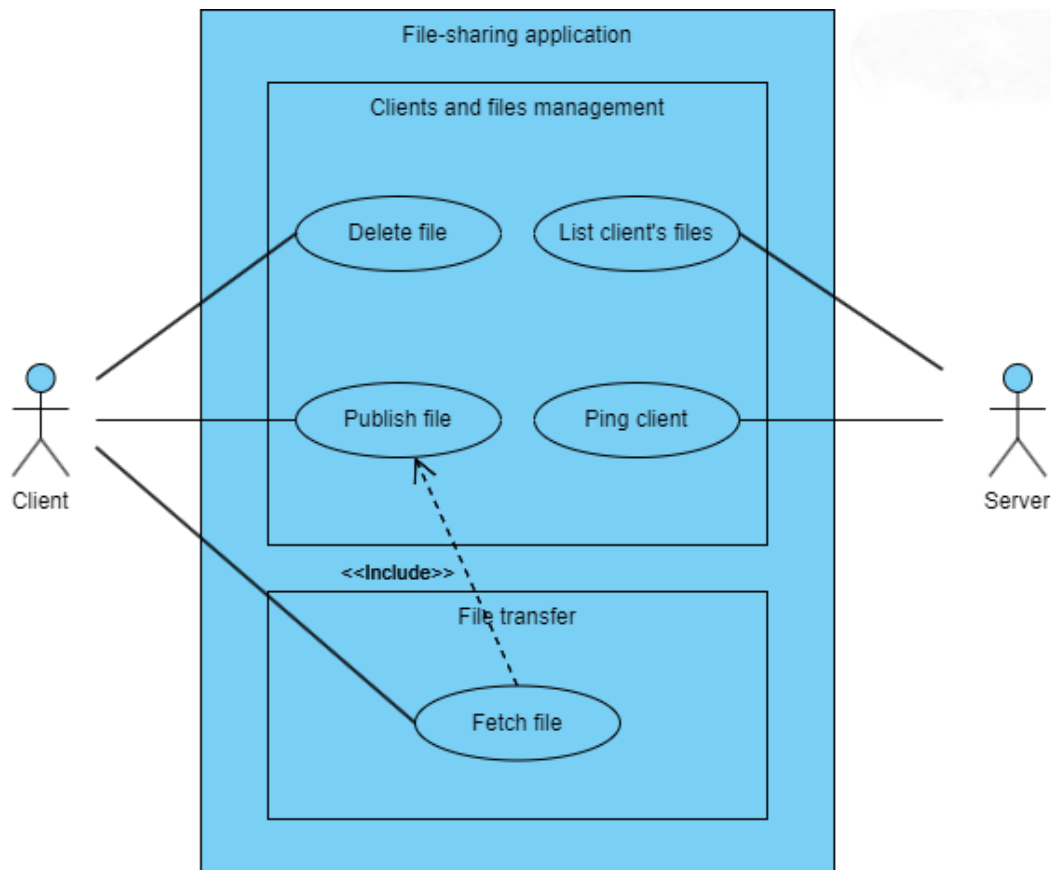 File-sharing application
Clients and files management
Delete file
List client's files
Publish file
Ping client
Client
Server
<<Include>>
File transfer
Fetch file